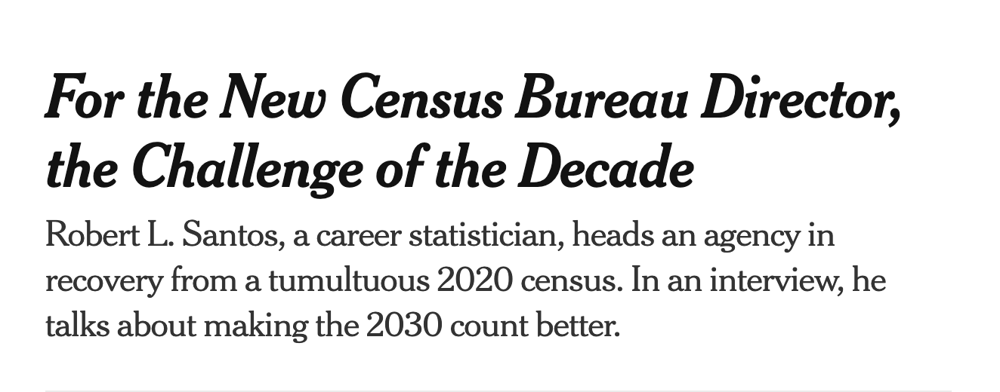 For the New Census Bureau Director,
the Challenge of the Decade
Robert L. Santos, a career statistician, heads an agency in
recovery from a tumultuous 2020 census. In an interview, he
talks about making the 2030 count better.